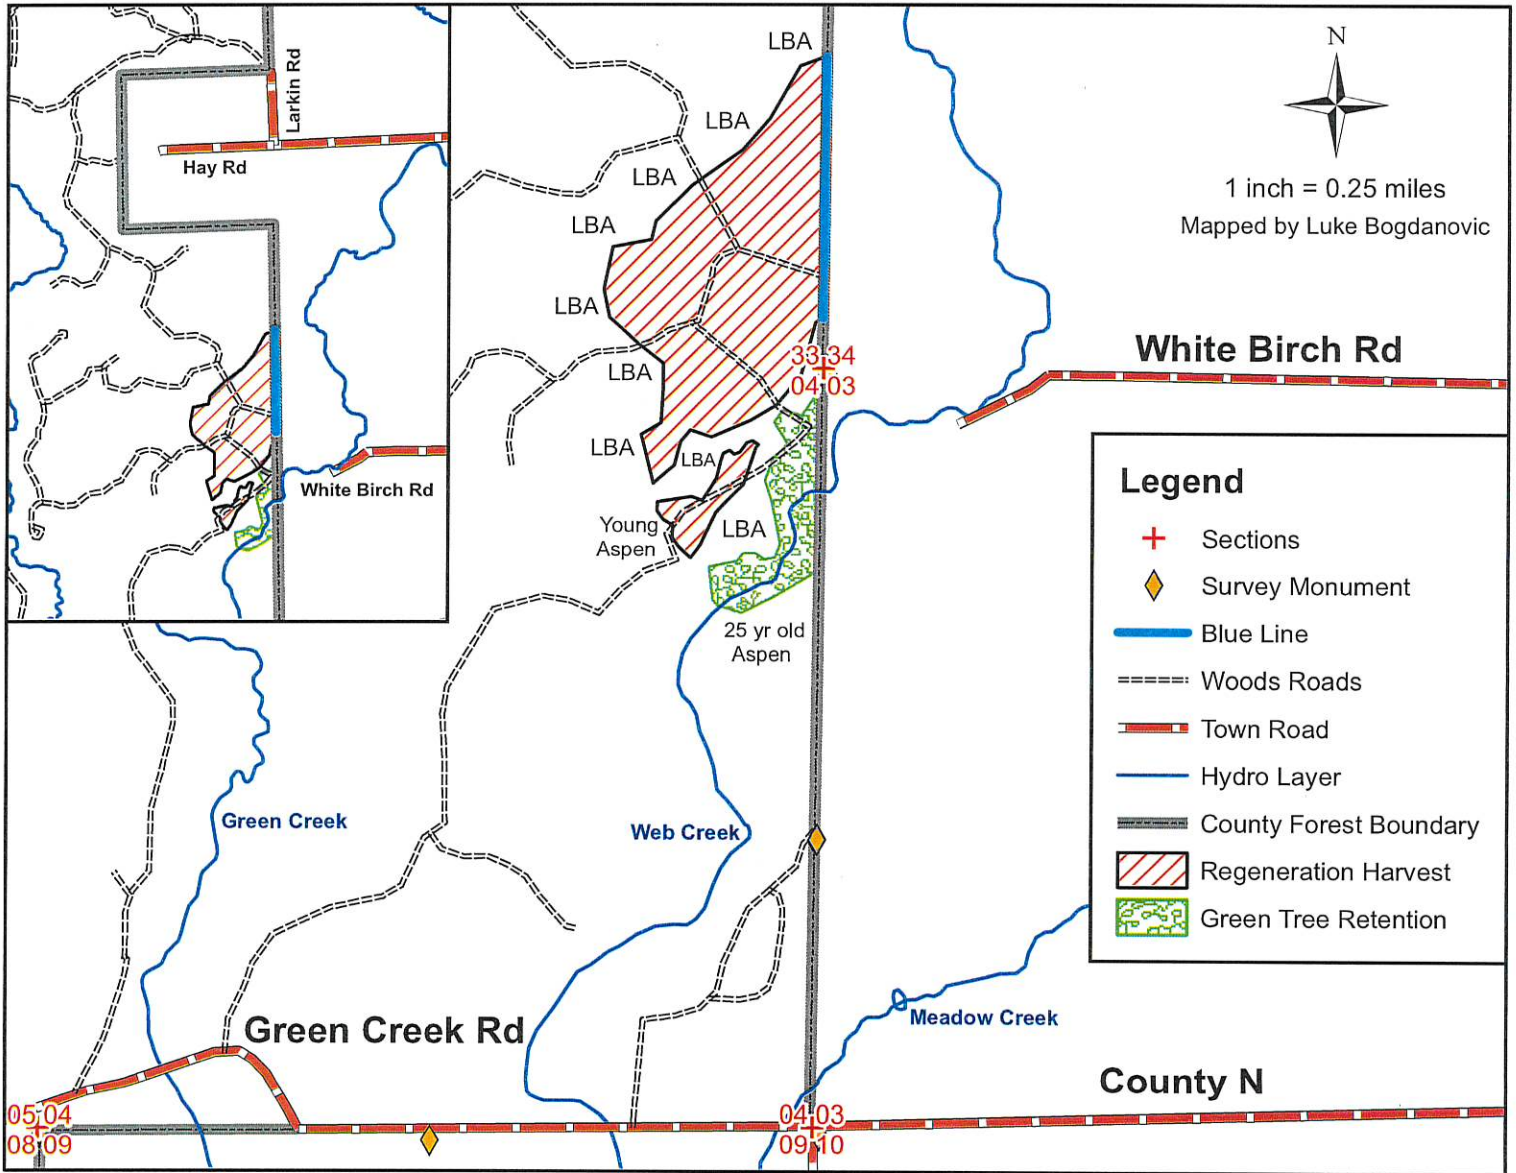 Larkin Rd
Hay Rd
White Birch Rd
LBA
LBA
LBA
LBA
LBA
LBA
LBA
LBA
LBA
Young
Aspen
25 yr old
Aspen
33 34
04 03
N
1 inch = 0.25 miles
Mapped by Luke Bogdanovic
White Birch Rd
Legend
Sections
Survey Monument
Blue Line
Woods Roads
Town Road
Hydro Layer
County Forest Boundary
Regeneration Harvest
Green Tree Retention
Green Creek
Web Creek
Meadow Creek
Green Creek Rd
County N
05 04
08 09
04 03
09 10